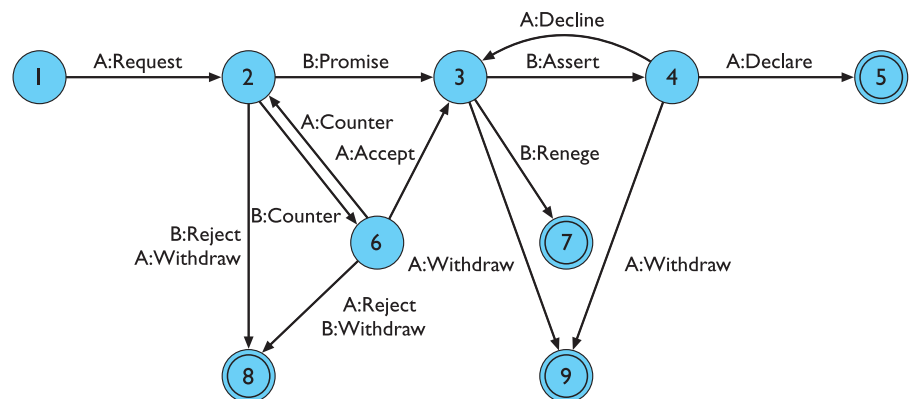 A:Decline
A:Request
B:Promise
B:Assert
A:Declare
1
2
3
4
5
A:Counter
A:Accept
B:Renege
B:Counter
B:Reject
A:Withdraw
6
7
A:Withdraw
A:Withdraw
A:Reject
B:Withdraw
8
9